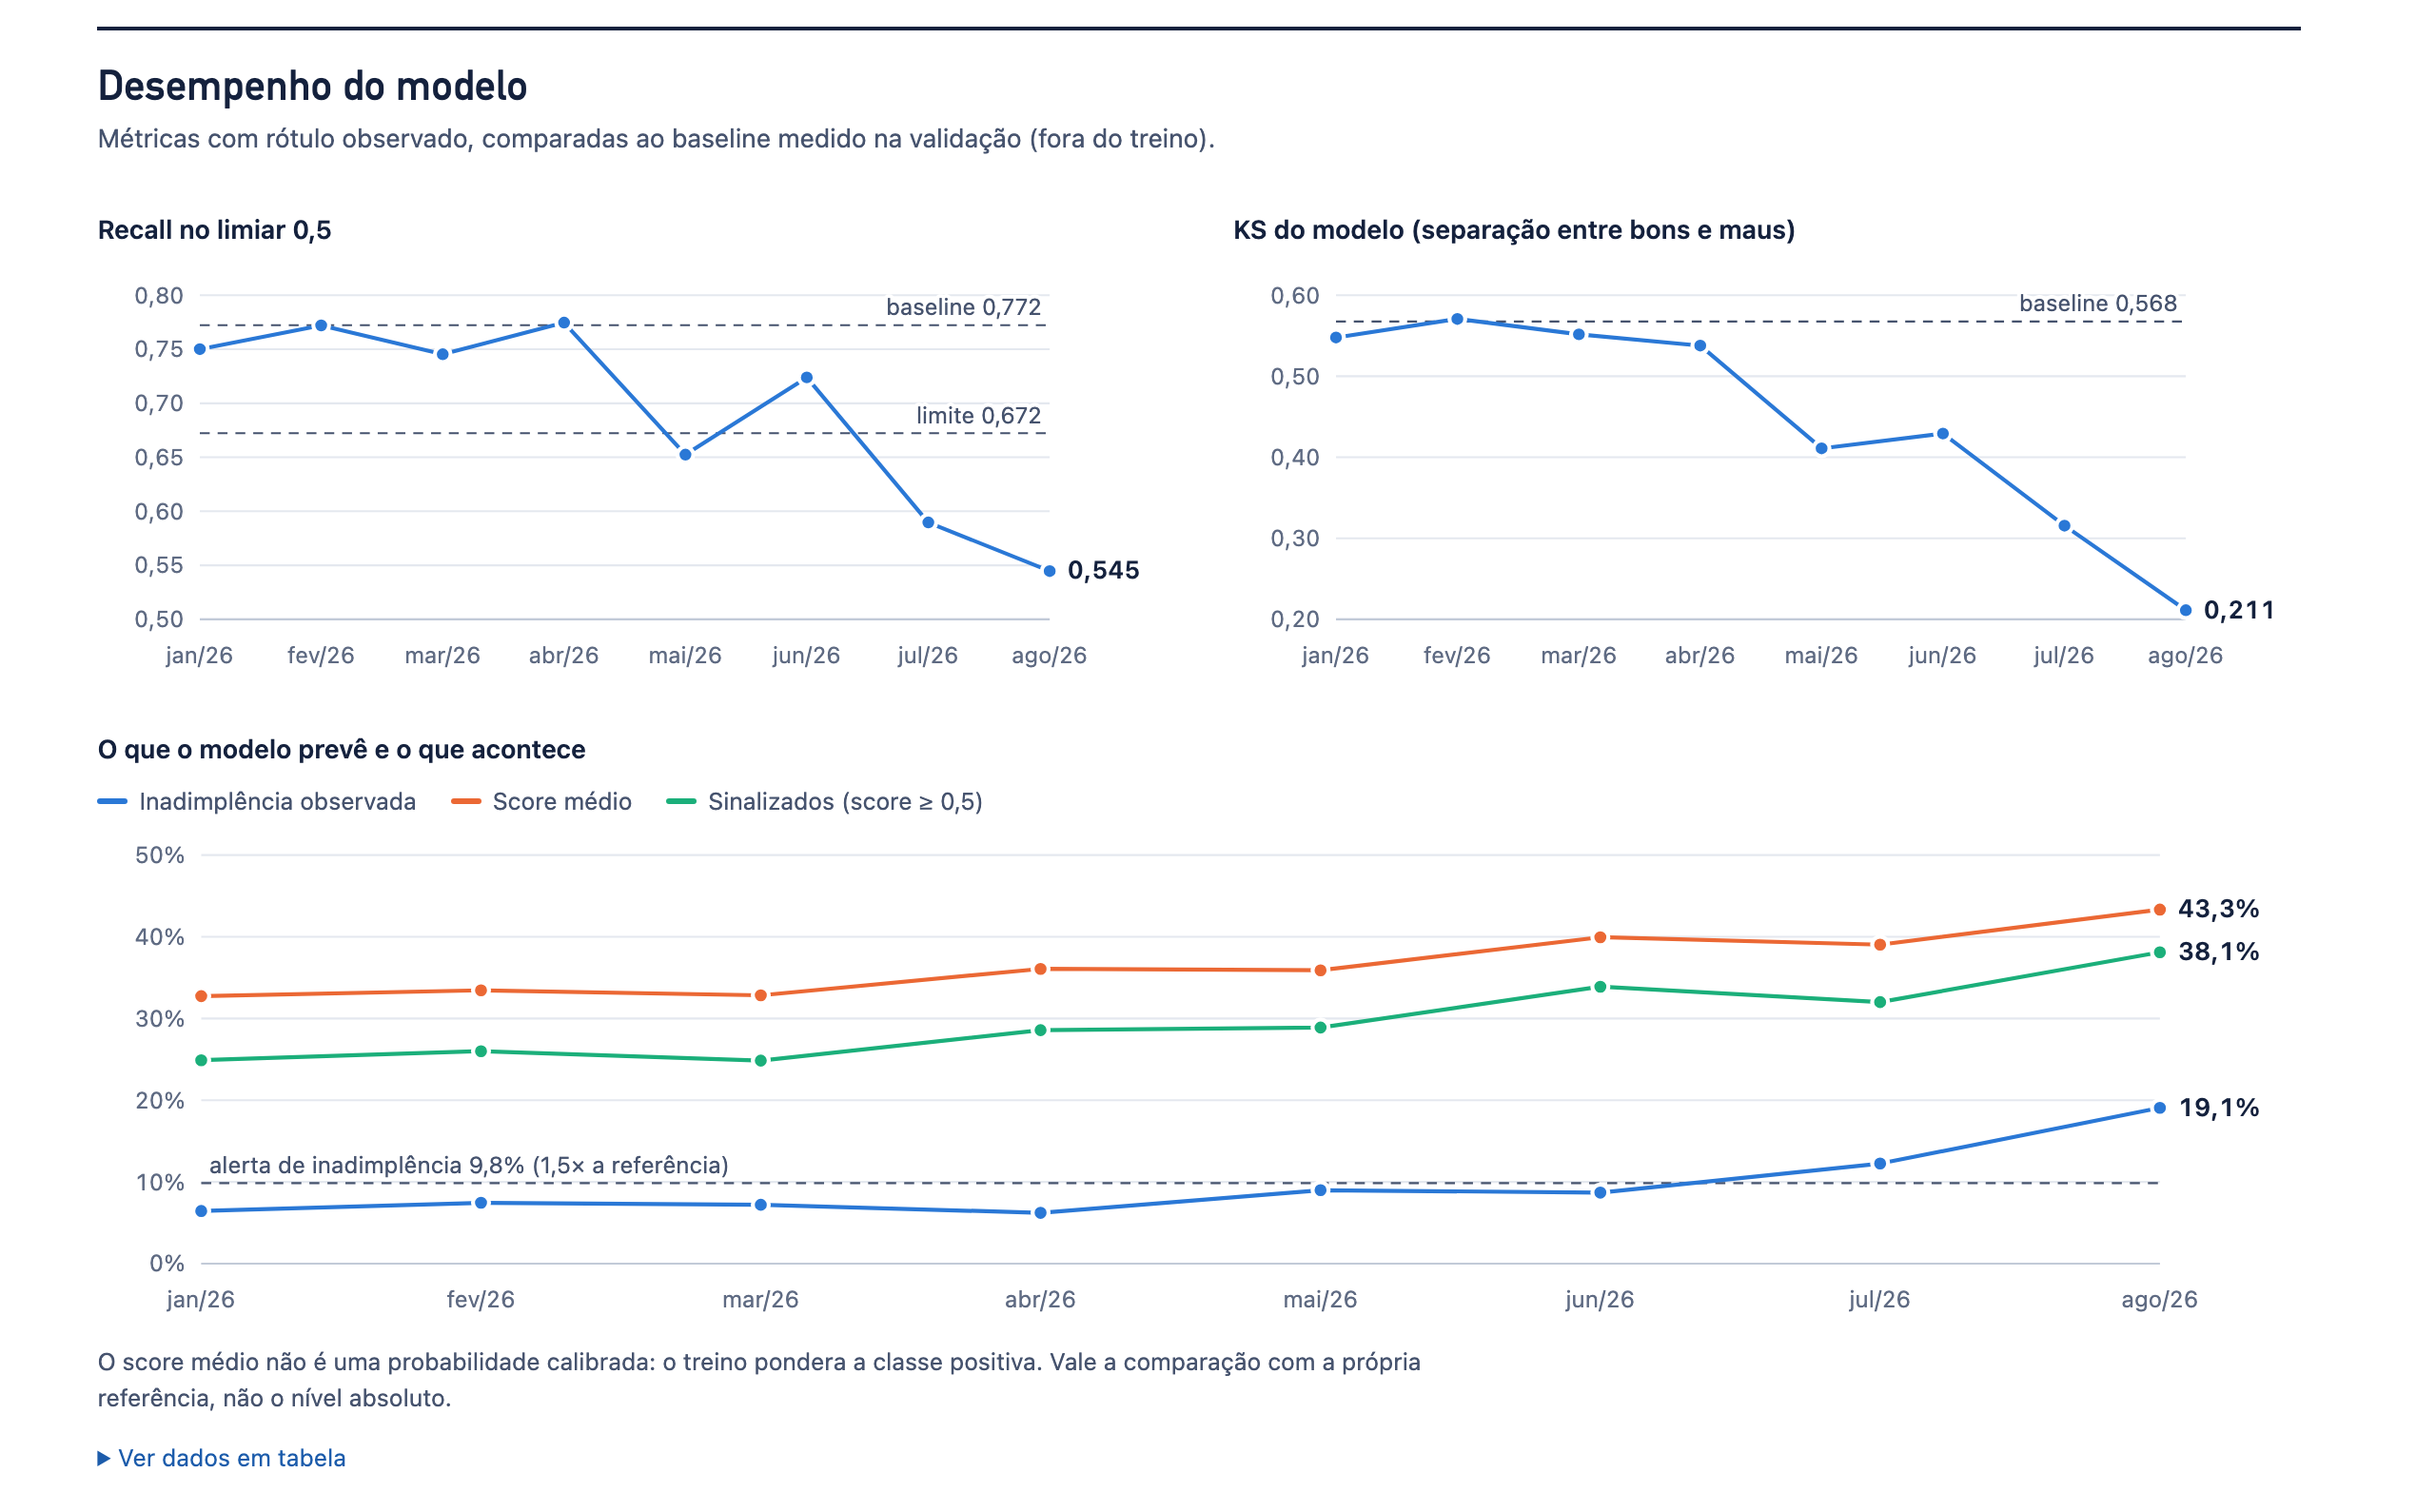 Desempenho do modelo
Métricas com rótulo observado, comparadas ao baseline medido na validação (fora do treino).
Recall no limiar 0,5
0,80
0,75
0,70
0,65
0,60
0,55
0,50
baseline 0,772
limite 0,672
0,545
jan/26 fev/26 mar/26 abr/26 mai/26 jun/26 jul/26 ago/26
KS do modelo (separação entre bons e maus)
0,60
0,50
0,40
0,30
0,20
baseline 0,568
0,211
jan/26 fev/26 mar/26 abr/26 mai/26 jun/26 jul/26 ago/26
O que o modelo prevê e o que acontece
Inadimplência observada Score médio Sinalizados (score ≥ 0,5)
50%
40%
30%
20%
10%
0%
43,3%
38,1%
19,1%
alerta de inadimplência 9,8% (1,5× a referência)
jan/26 fev/26 mar/26 abr/26 mai/26 jun/26 jul/26 ago/26
O score médio não é uma probabilidade calibrada: o treino pondera a classe positiva. Vale a comparação com a própria
referência, não o nível absoluto.
▶ Ver dados em tabela